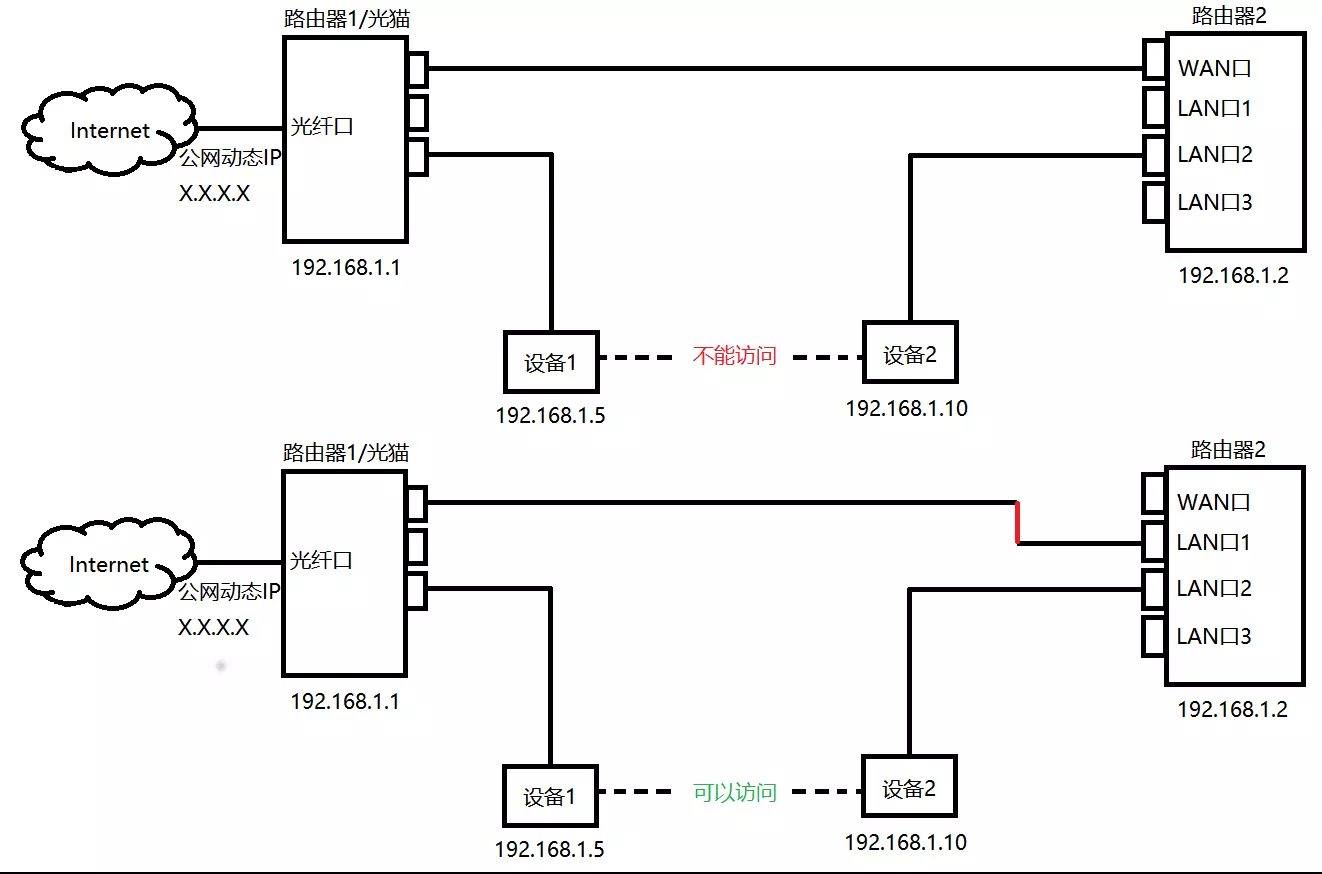 路由器1/光猫
路由器2
Internet
光纤口
公网动态IP
X.X.X.X
192.168.1.1
WAN口
LAN口1
LAN口2
LAN口3
192.168.1.2
设备1
不能访问
设备2
192.168.1.5
192.168.1.10
路由器1/光猫
路由器2
Internet
光纤口
公网动态IP
X.X.X.X
192.168.1.1
WAN口
LAN口1
LAN口2
LAN口3
192.168.1.2
设备1
可以访问
设备2
192.168.1.5
192.168.1.10